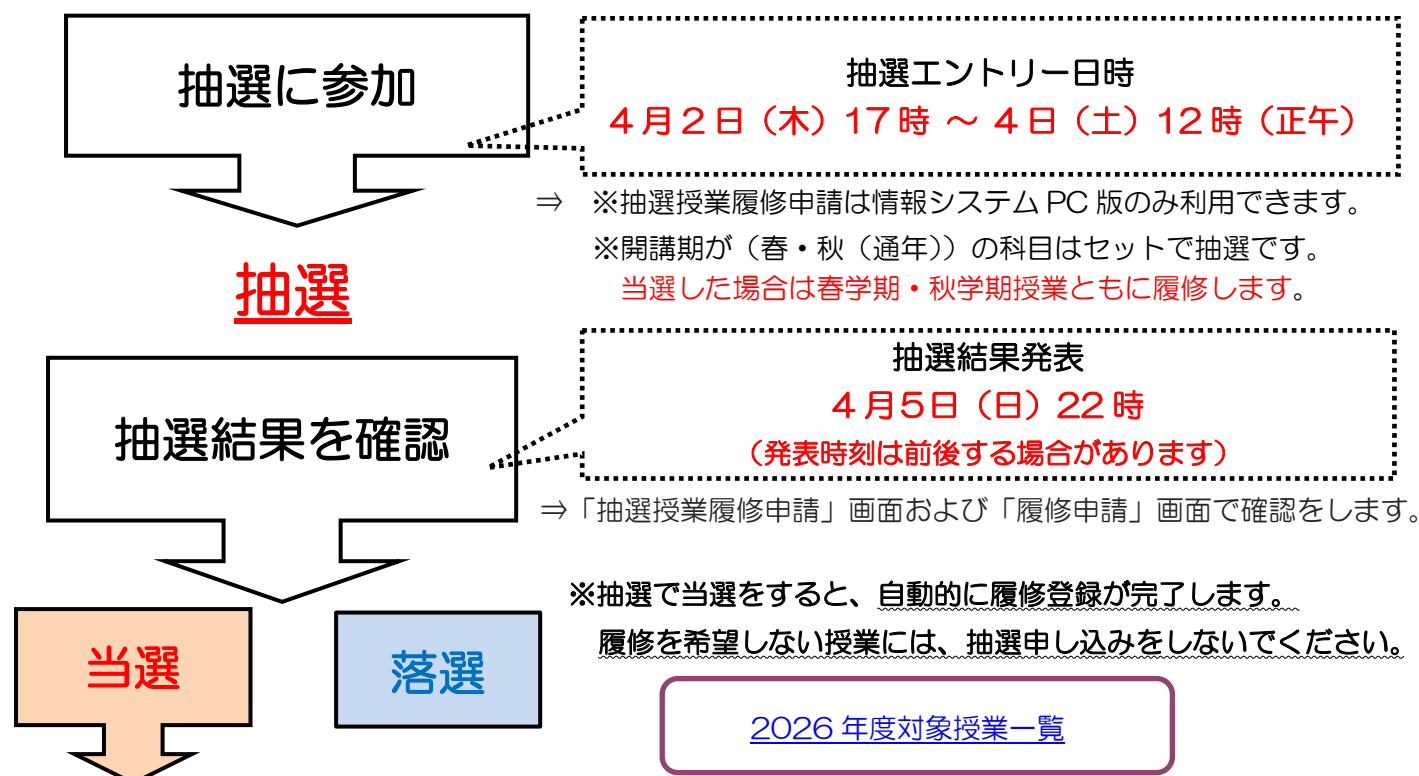 抽選に参加
抽選エントリー日時
4月2日（木）17時 ～ 4日（土）12時（正午）
⇒ ※抽選授業履修申請は情報システム PC 版のみ利用できます。
※開講期が（春・秋（通年））の科目はセットで抽選です。
当選した場合は春学期・秋学期授業ともに履修します。
抽選
抽選結果発表
4月5日（日）22時
（発表時刻は前後する場合があります）
抽選結果を確認
⇒「抽選授業履修申請」画面および「履修申請」画面で確認をします。
※抽選で当選をすると、自動的に履修登録が完了します。
履修を希望しない授業には、抽選申し込みをしないでください。
当選
落選
2026 年度対象授業一覧